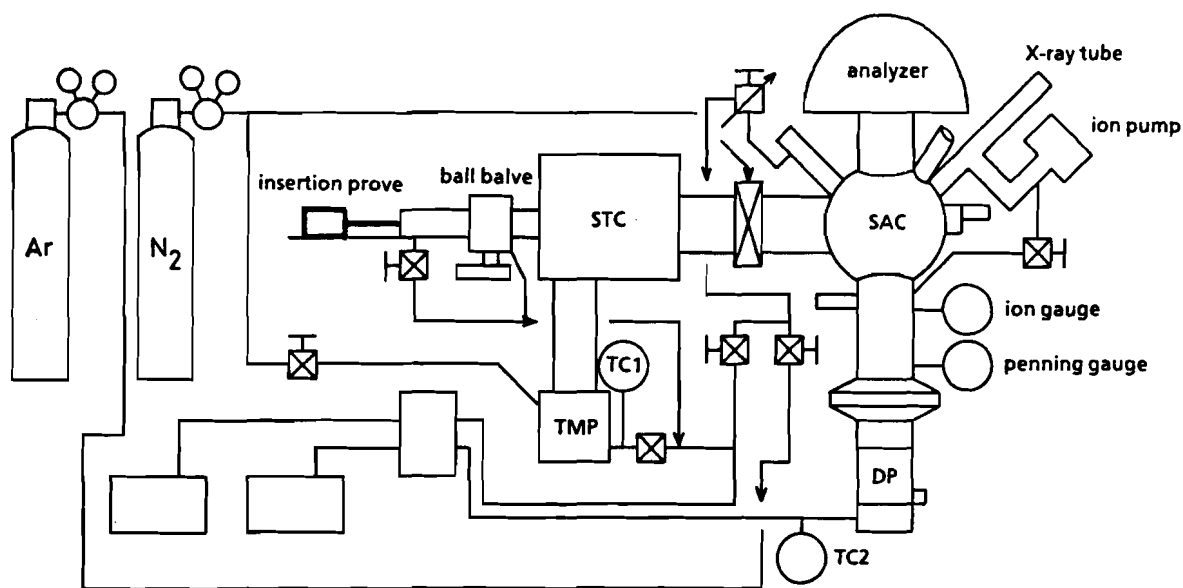 analyzer
X-ray tube
ion pump
insertion prove
ball balve
STC
SAC
Ar
N2
ion gauge
TC1
penning gauge
TMP
DP
TC2